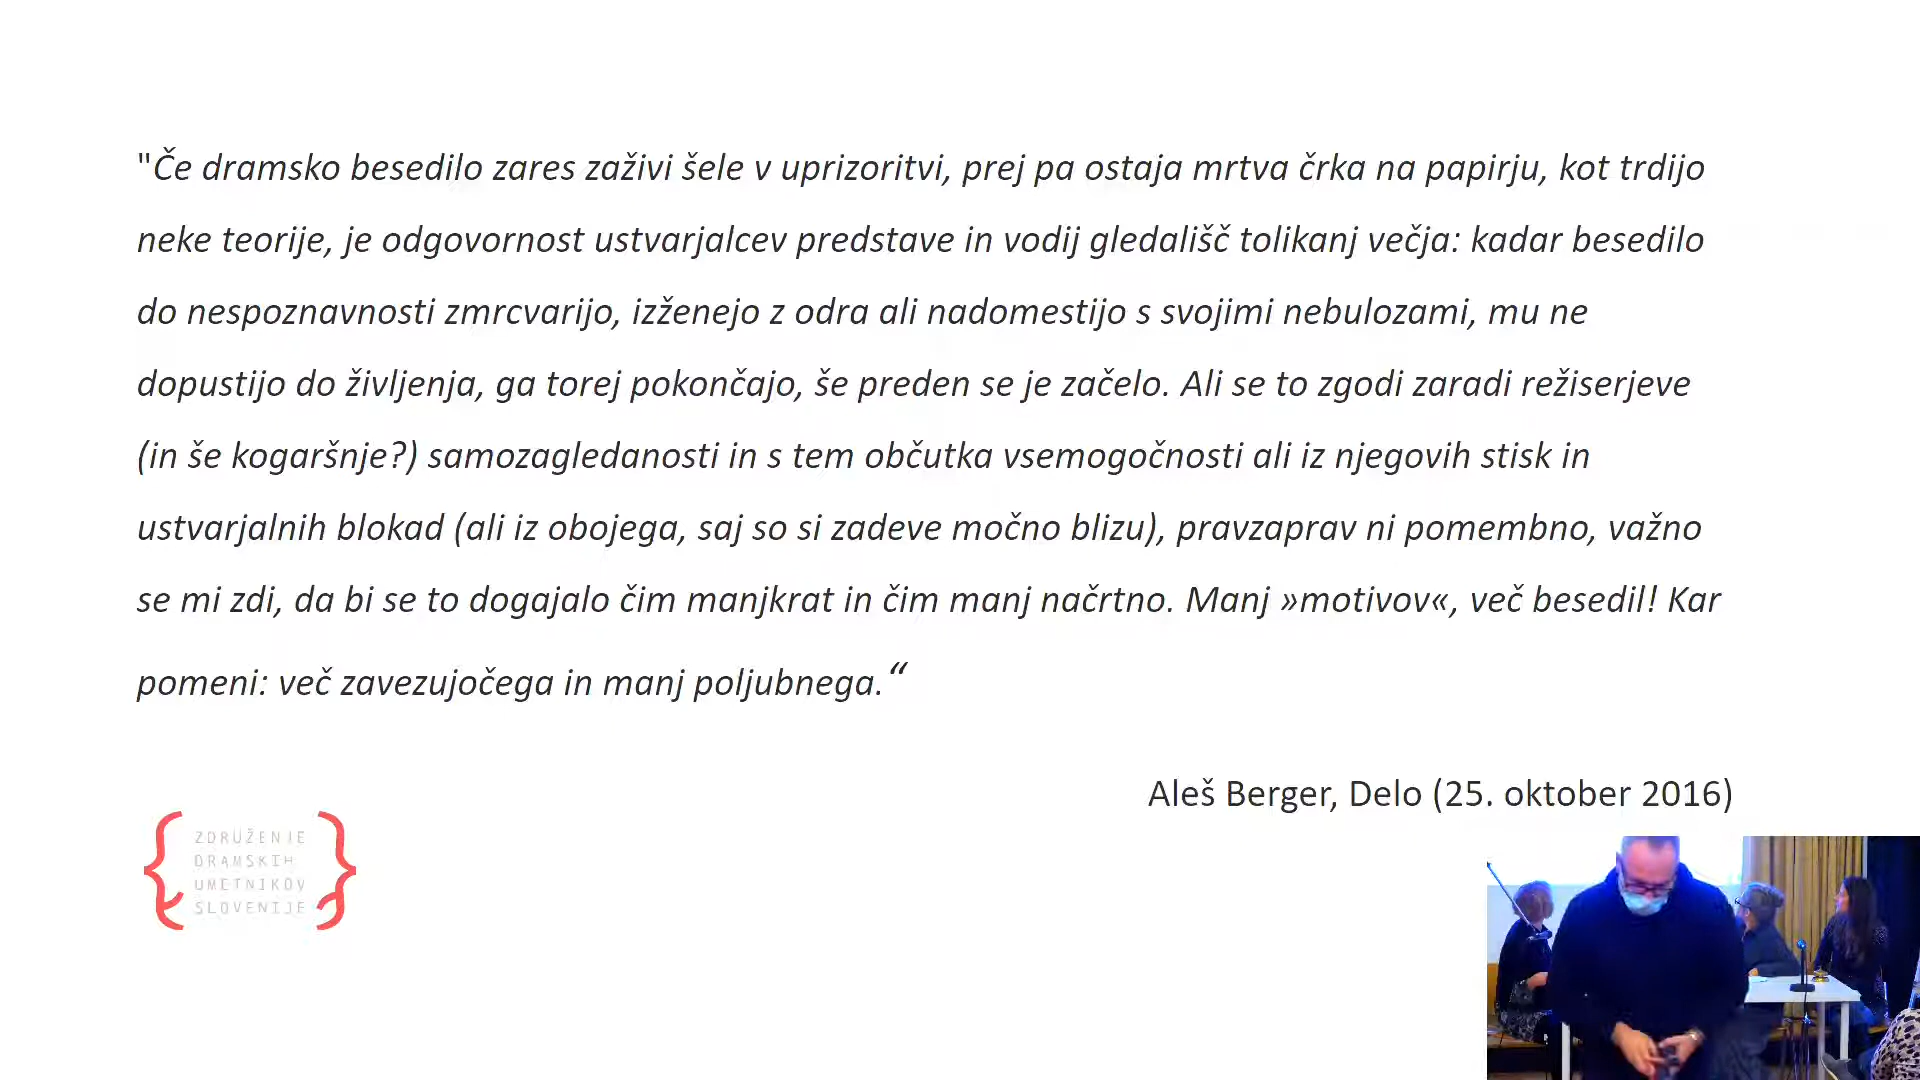 "Če dramsko besedilo zares zaživi šele v uprizoritvi, prej pa ostaja mrtva črka na papirju, kot trdijo
neke teorije, je odgovornost ustvarjalcev predstave in vodij gledališč tolikanj večja: kadar besedilo
do nespoznavnosti zmrcvarijo, izženejo z odra ali nadomestijo s svojimi nebulozami, mu ne
dopustijo do življenja, ga torej pokončajo, še preden se je začelo. Ali se to zgodi zaradi režiserjeve
(in še kogaršnje?) samozagledanosti in s tem občutka vsemogočnosti ali iz njegovih stisk in
ustvarjalnih blokad (ali iz obojega, saj so si zadeve močno blizu), pravzaprav ni pomembno, važno
se mi zdi, da bi se to dogajalo čim manjkrat in čim manj načrtno. Manj »motivov«, več besedil! Kar
pomeni: več zavezujočega in manj poljubnega.“
Aleš Berger, Delo (25. oktober 2016)
ZDRUŽENJE
DRAMSKIH
UMETNIKOV
SLOVENIJE